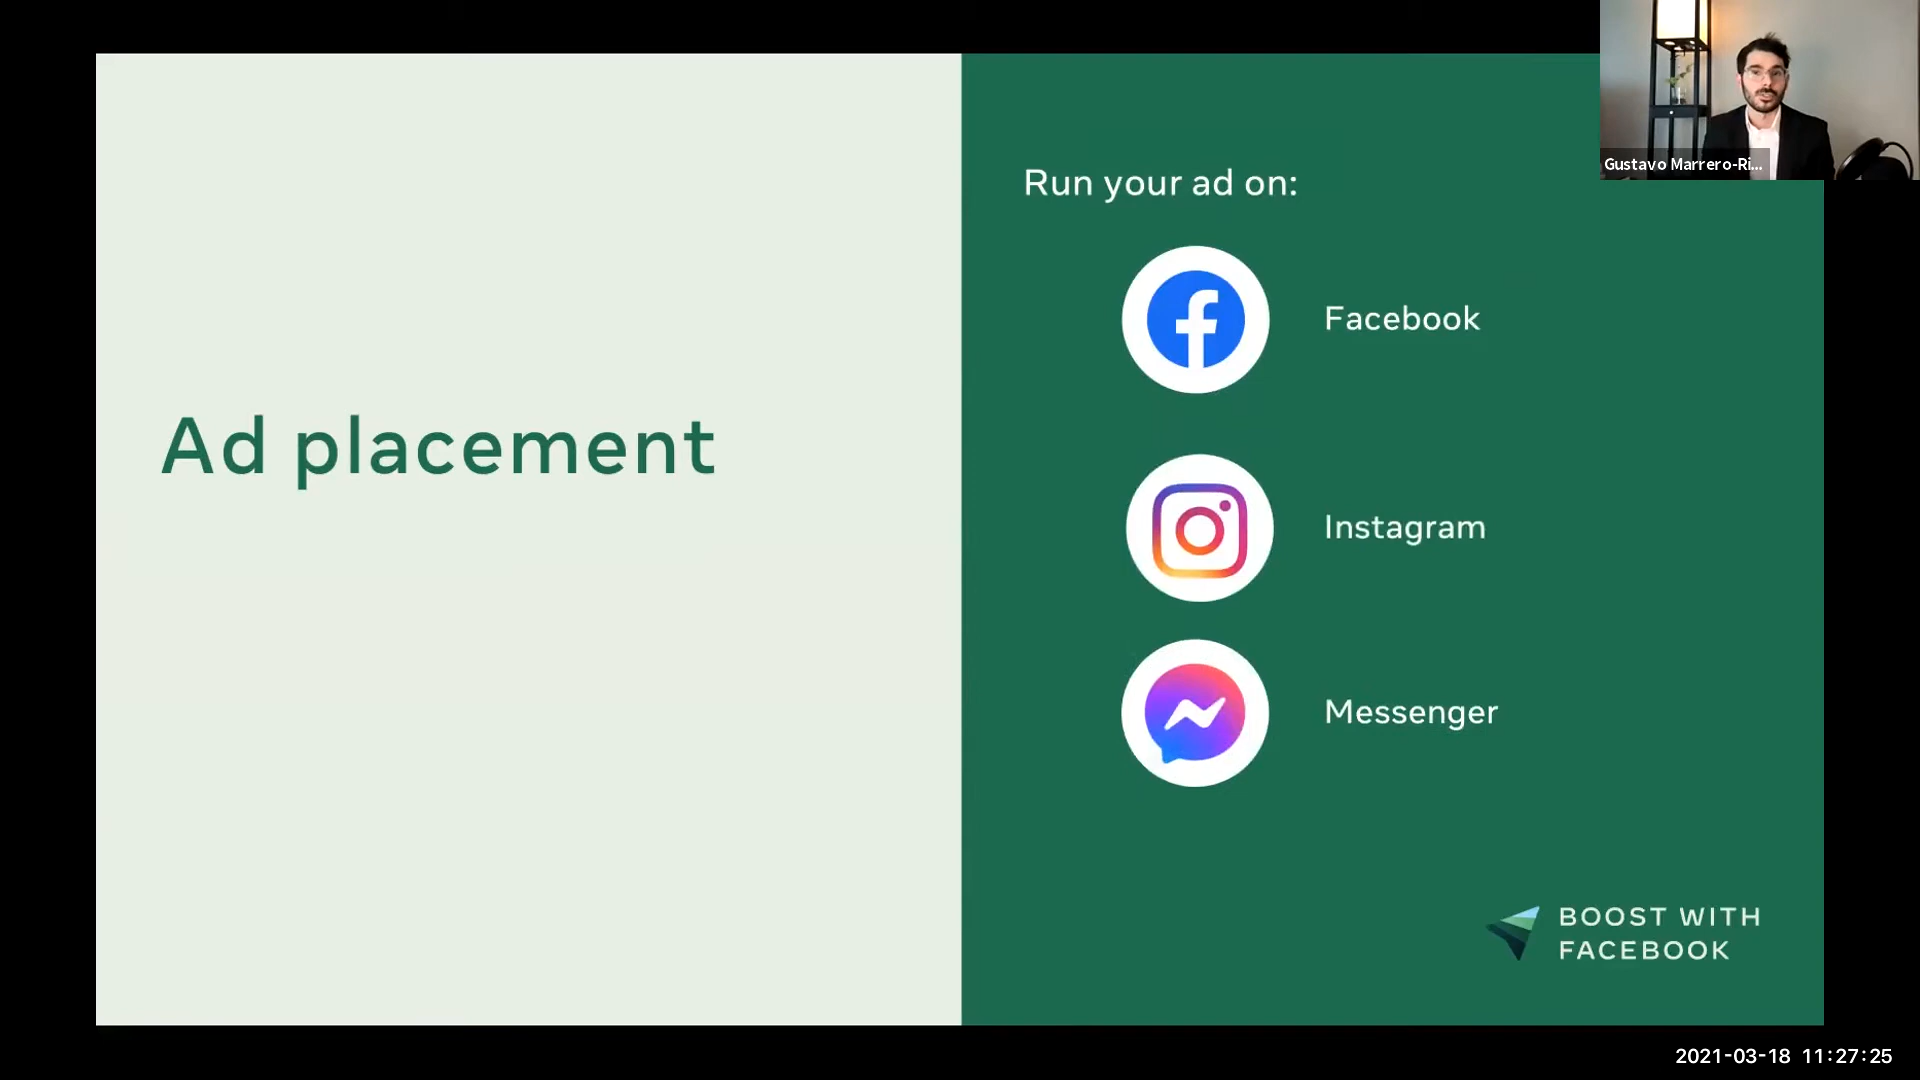 Gustavo Marrero-Ri...
Run your ad on:
Facebook
Ad placement
Instagram
Messenger
BOOST WITH
FACEBOOK
2021-03-18 11:27:25